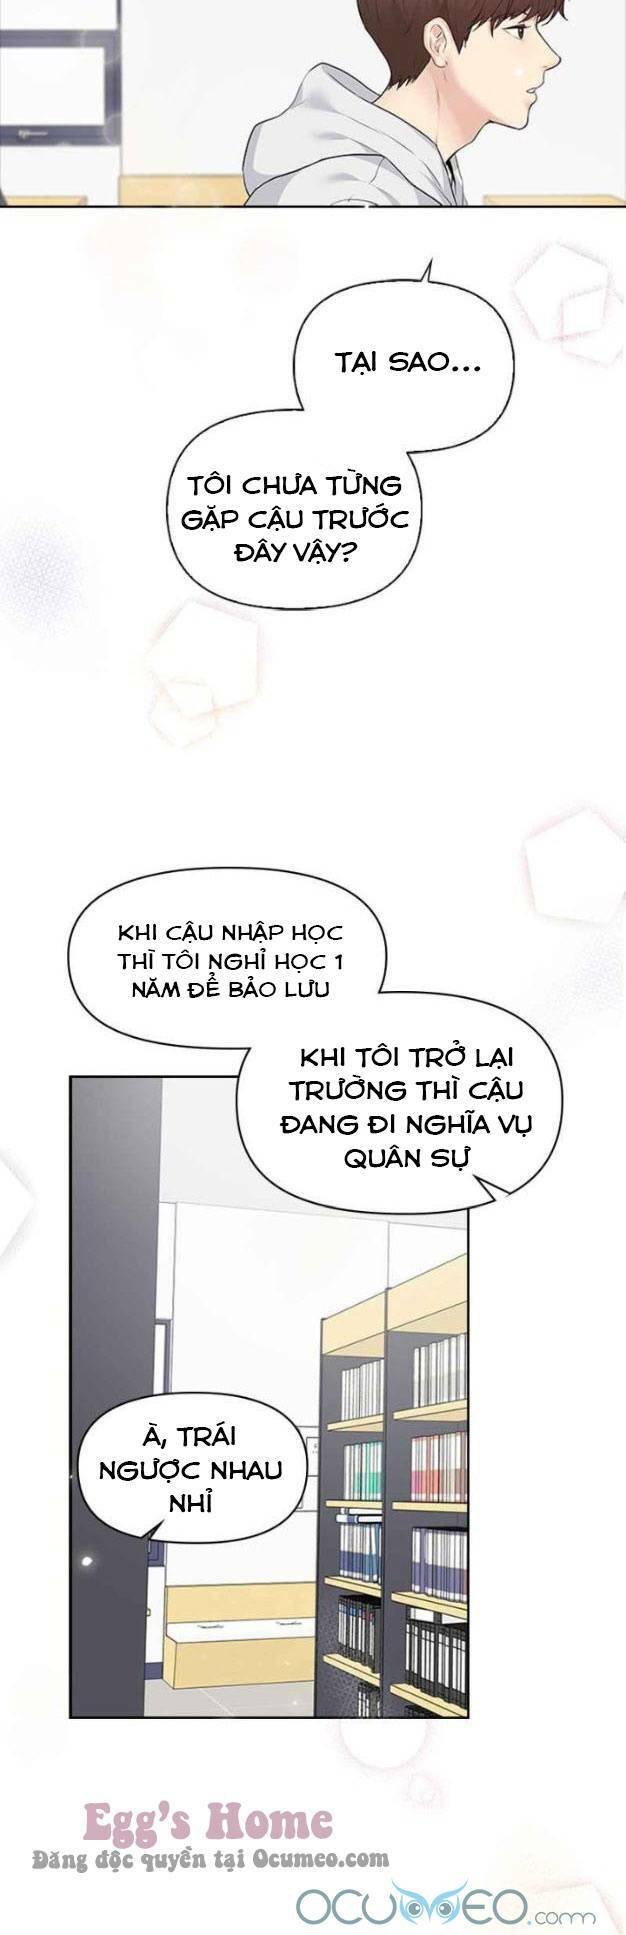 TẠI SAO...
TÔI CHƯA TỪNG
GẶP CẬU TRƯỚC
ĐÂY VẬY?
KHI CẬU NHẬP HỌC
THÌ TÔI NGHỈ HỌC 1
NĂM ĐỂ BẢO LƯU
KHI TÔI TRỞ LẠI
TRƯỜNG THÌ CẬU
ĐANG ĐI NGHĨA VỤ
QUÂN SỰ
À, TRÁI
NGƯỢC NHAU
NHỈ
Egg's Home
Đăng độc quyền tại Ocumeo.com
OCUMEO.comm